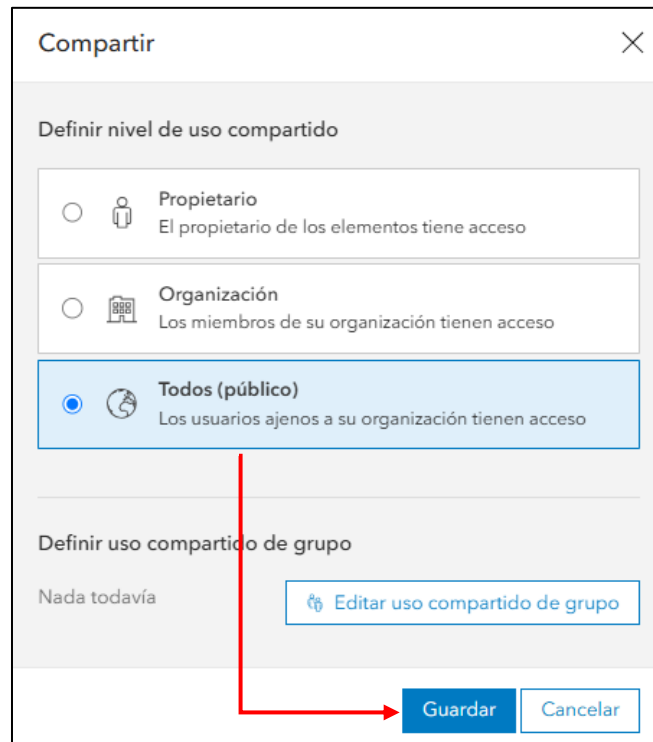 Compartir
Definir nivel de uso compartido
Propietario
El propietario de los elementos tiene acceso
Organización
Los miembros de su organización tienen acceso
Todos (público)
Los usuarios ajenos a su organización tienen acceso
Definir uso compartido de grupo
Nada todavía
Editar uso compartido de grupo
Guardar
Cancelar